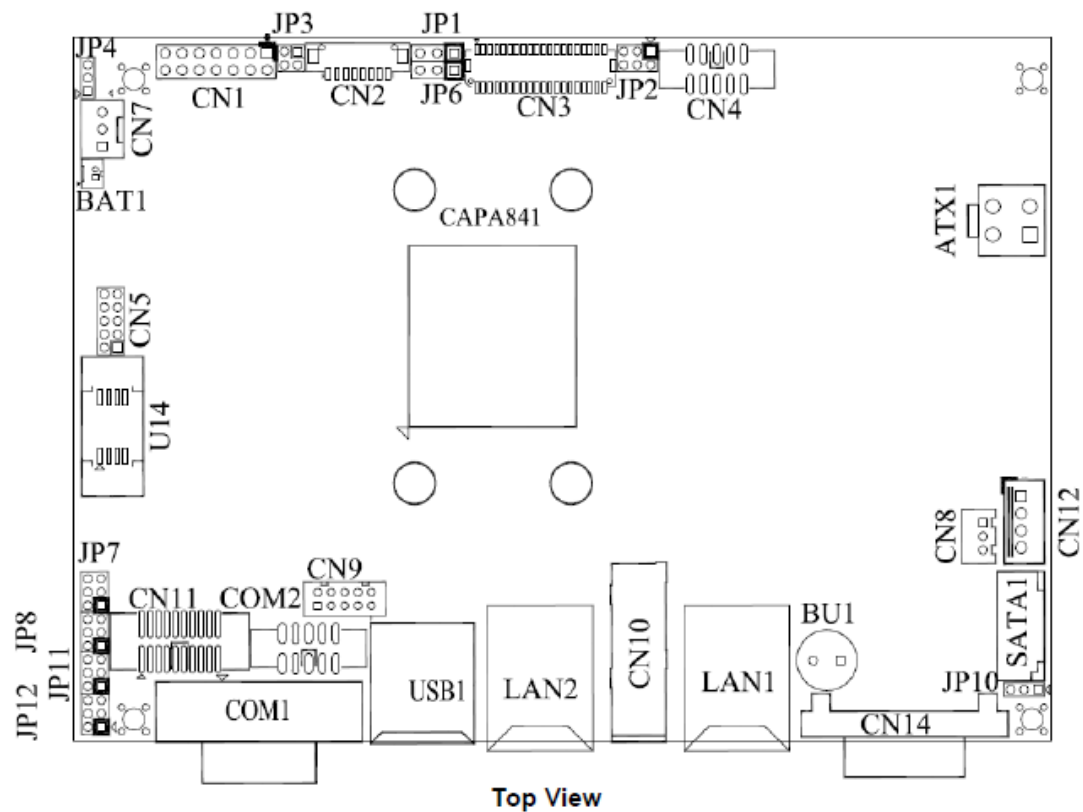 JP3
JP1
JP4
CN1
CN2
JP6
CN3
JP2
CN4
CN7
BAT1
CAPA841
ATX1
CN5
U14
CN8
CN12
JP7
CN9
CN11
COM2
JP8
BU1
SATA1
CN10
JP11
USB1
LAN2
LAN1
JP10
JP12
COM1
CN14
Top View